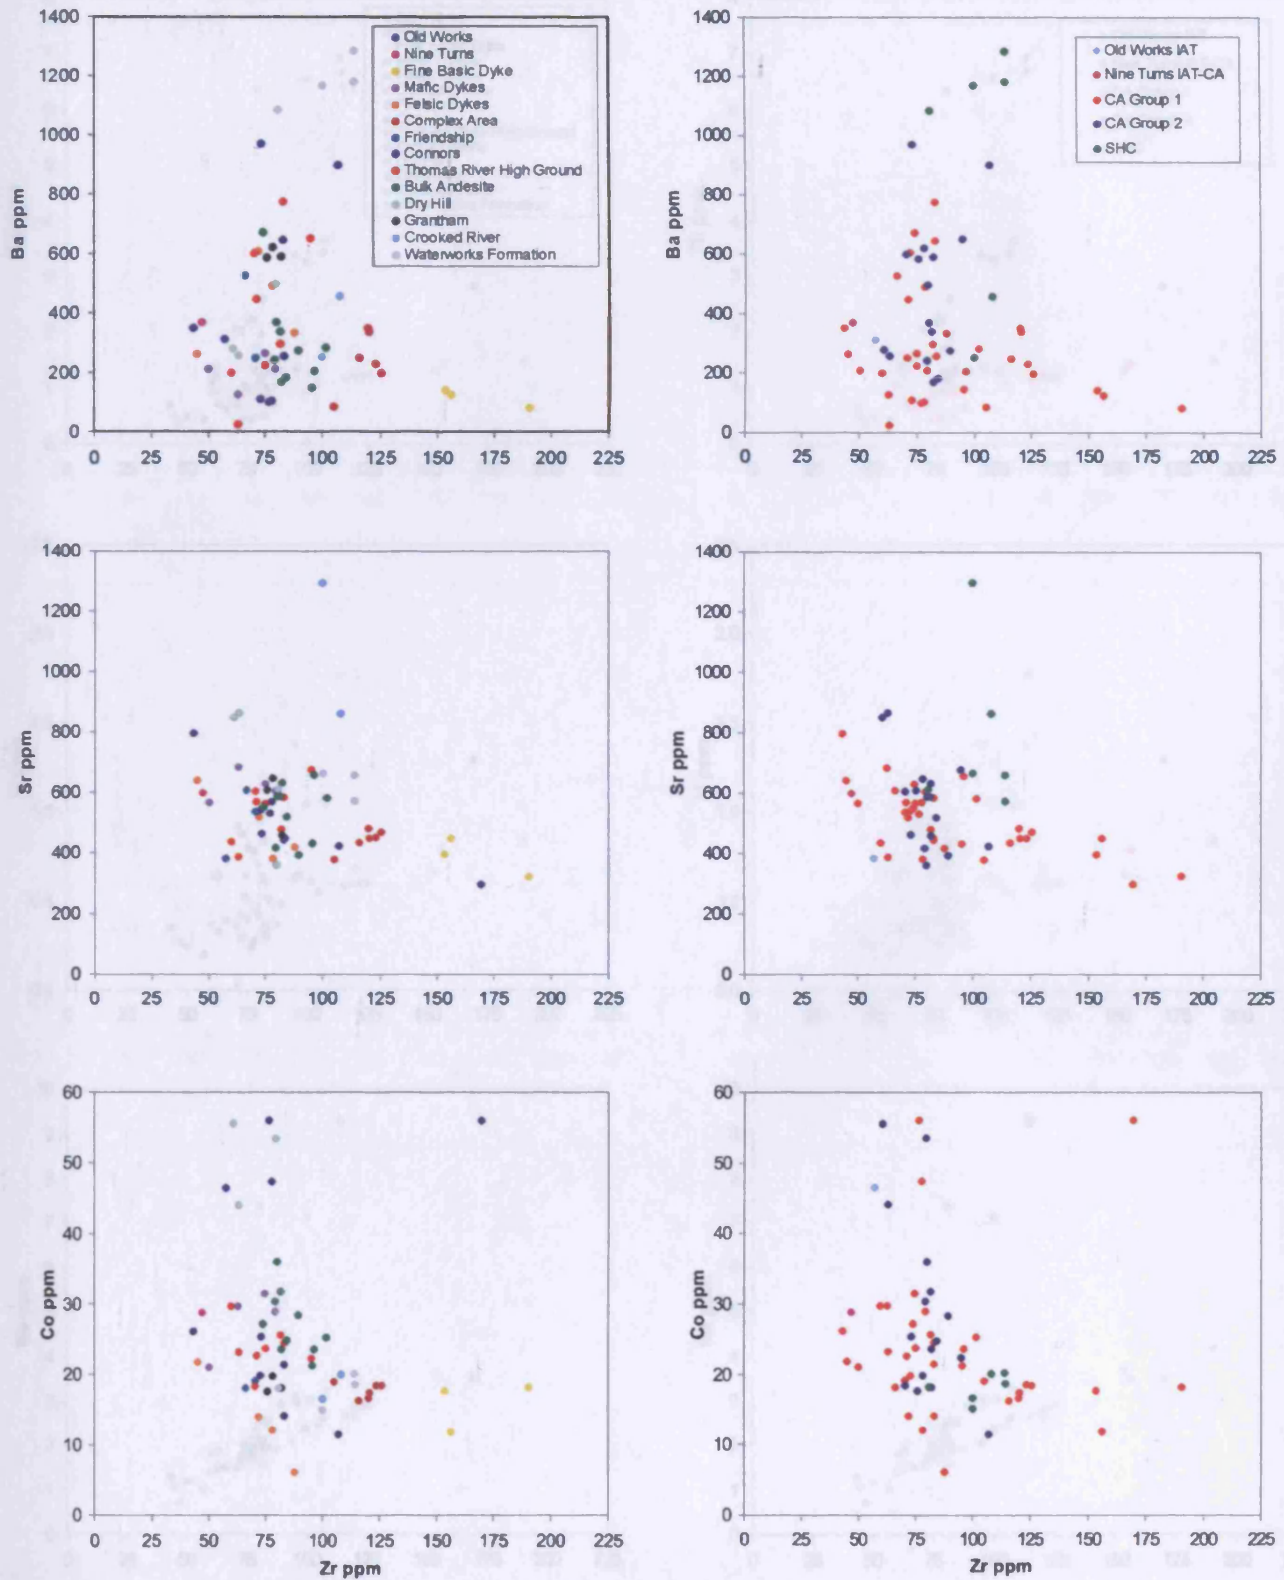 1400
1200
1000
800
600
400
200
0
Ba ppm
0 25 50 75 100 125 150 175 200 225
Old Works
Nine Turns
Fine Basic Dyke
Mafic Dykes
Felsic Dykes
Complex Area
Friendship
Connors
Thomas River High Ground
Bulk Andesite
Dry Hill
Grantham
Crooked River
Waterworks Formation
1400
1200
1000
800
600
400
200
0
Ba ppm
0 25 50 75 100 125 150 175 200 225
Old Works IAT
Nine Turns IAT-CA
CA Group 1
CA Group 2
SHC
1400
1200
1000
800
600
400
200
0
Sr ppm
0 25 50 75 100 125 150 175 200 225
1400
1200
1000
800
600
400
200
0
Sr ppm
0 25 50 75 100 125 150 175 200 225
60
50
40
30
20
10
0
Co ppm
0 25 50 75 100 125 150 175 200 225
Zr ppm
60
50
40
30
20
10
0
Co ppm
0 25 50 75 100 125 150 175 200 225
Zr ppm